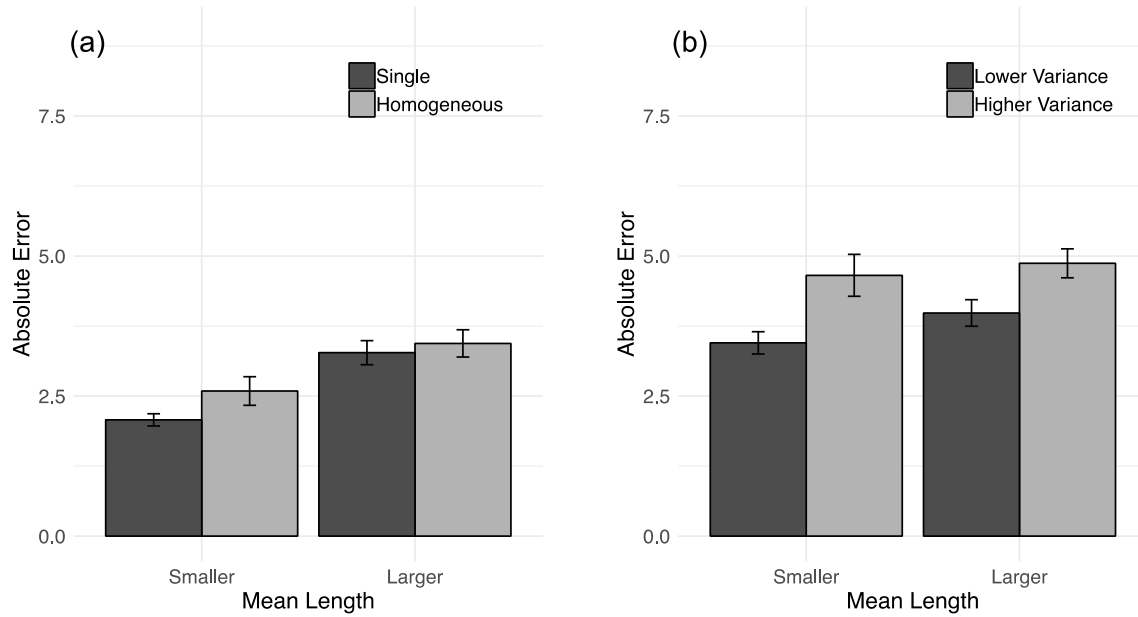 (a)
Single
Homogeneous
7.5
5.0
2.5
0.0
Absolute Error
Smaller
Larger
Mean Length
(b)
Lower Variance
Higher Variance
7.5
5.0
2.5
0.0
Absolute Error
Smaller
Larger
Mean Length